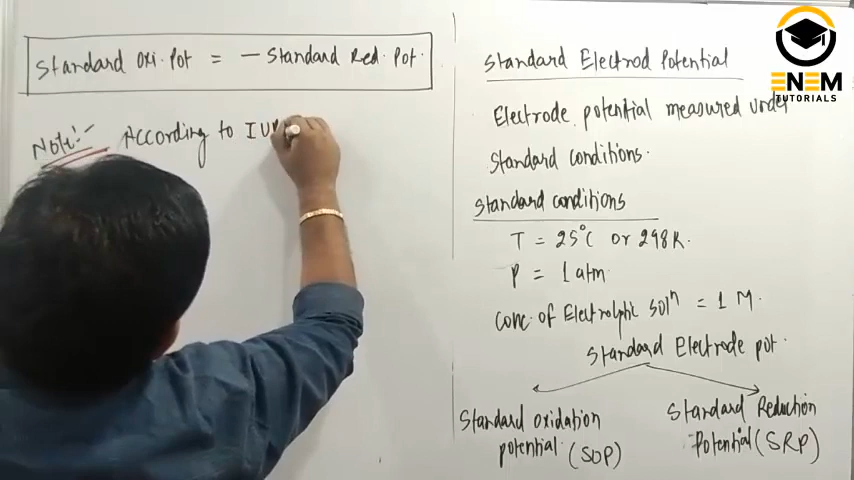 Standard Oxi. Pot = - Standard Red. Pot.
Note:- According to IUP
Standard Electrod Potential
Electrode potential measured under
Standard conditions.
Standard conditions
T = 25°C or 298K.
P = 1 atm.
Conc. of Electrolytic solⁿ = 1 M.
Standard Electrode pot.
Standard oxidation
potential. (SOP)
Standard Reduction
Potential (SRP)
ENEM
TUTORIALS